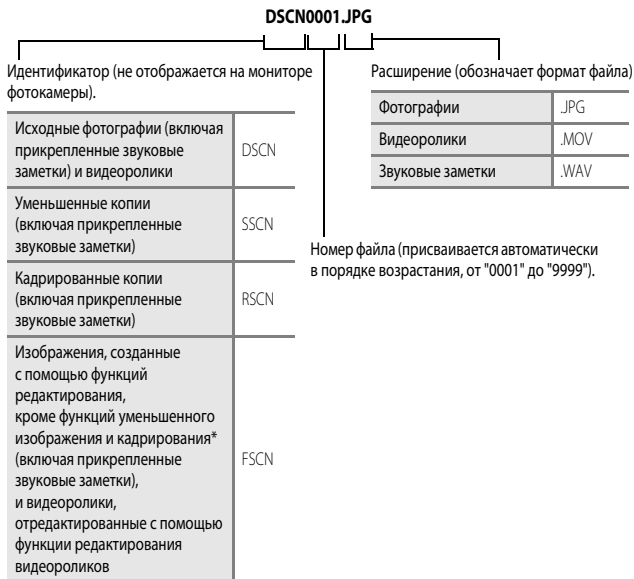 DSCN0001.JPG
Идентификатор (не отображается на мониторе
фотокамеры).
Исходные фотографии (включая
прикрепленные звуковые
заметки) и видеоролики
DSCN
Уменьшенные копии
(включая прикрепленные
звуковые заметки)
SSCN
Кадрированные копии
(включая прикрепленные
звуковые заметки)
RSCN
Изображения, созданные
с помощью функций
редактирования,
кроме функций уменьшенного
изображения и кадрирования*
(включая прикрепленные
звуковые заметки),
и видеоролики,
отредактированные с помощью
функции редактирования
видеороликов
FSCN
Расширение (обозначает формат файла)
Фотографии .JPG
Видеоролики .MOV
Звуковые заметки .WAV
Номер файла (присваивается автоматически
в порядке возрастания, от "0001" до "9999").